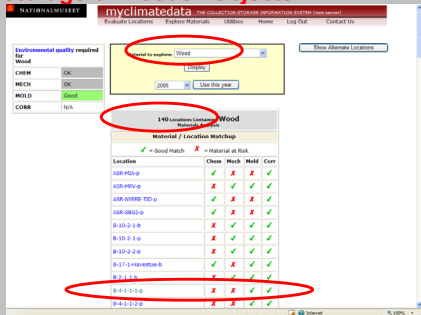 NATIONALMUSEET
myclimatedata THE COLLECTION STORAGE INFORMATION SYSTEM (new server)
Evaluate Locations Explore Materials Utilities Home Log Out Contact Us
Environmental quality required for Wood
CHEM OK
MECH OK
MOLD Good
CORR N/A
Material to explore: Wood
Display
2006 Use this year
Show Alternate Locations
140 Locations Containing Wood
Materials Analysis
Material / Location Matchup
✓ = Good Match ✗ = Material at Risk
Location Chem Mech Mold Corr
ASR-MIA-p ✓ ✗ ✗ ✓
ASR-MRV-p ✗ ✓ ✓ ✓
ASR-NYERE-TID-p ✓ ✗ ✗ ✓
ASR-SBG3-p ✓ ✗ ✗ ✓
B-10-2-1-b ✗ ✓ ✓ ✓
B-10-2-1-p ✗ ✓ ✓ ✓
B-10-2-2-p ✗ ✓ ✓ ✓
B-17-1-Havestue-b ✓ ✗ ✗ ✓
B-2-1-1-b
B-4-1-1-1-p ✗ ✗ ✓ ✓
B-4-1-1-2-p ✗ ✗ ✓ ✓
Internet 100%